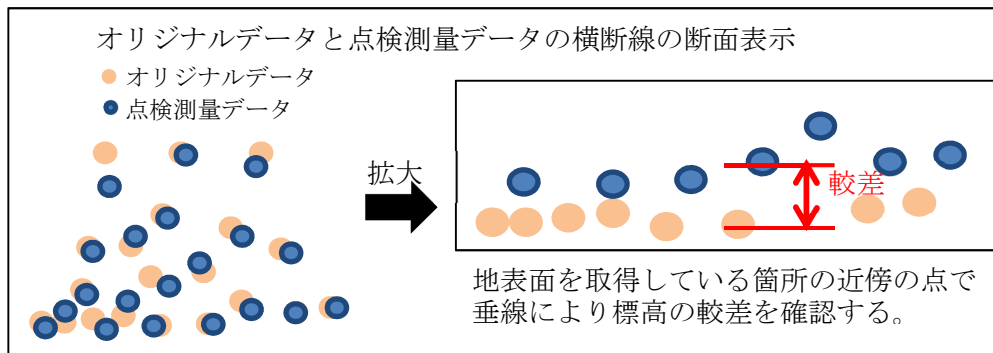 オリジナルデータと点検測量データの横断線の断面表示
オリジナルデータ
点検測量データ
拡大
較差
地表面を取得している箇所の近傍の点で
垂線により標高の較差を確認する。